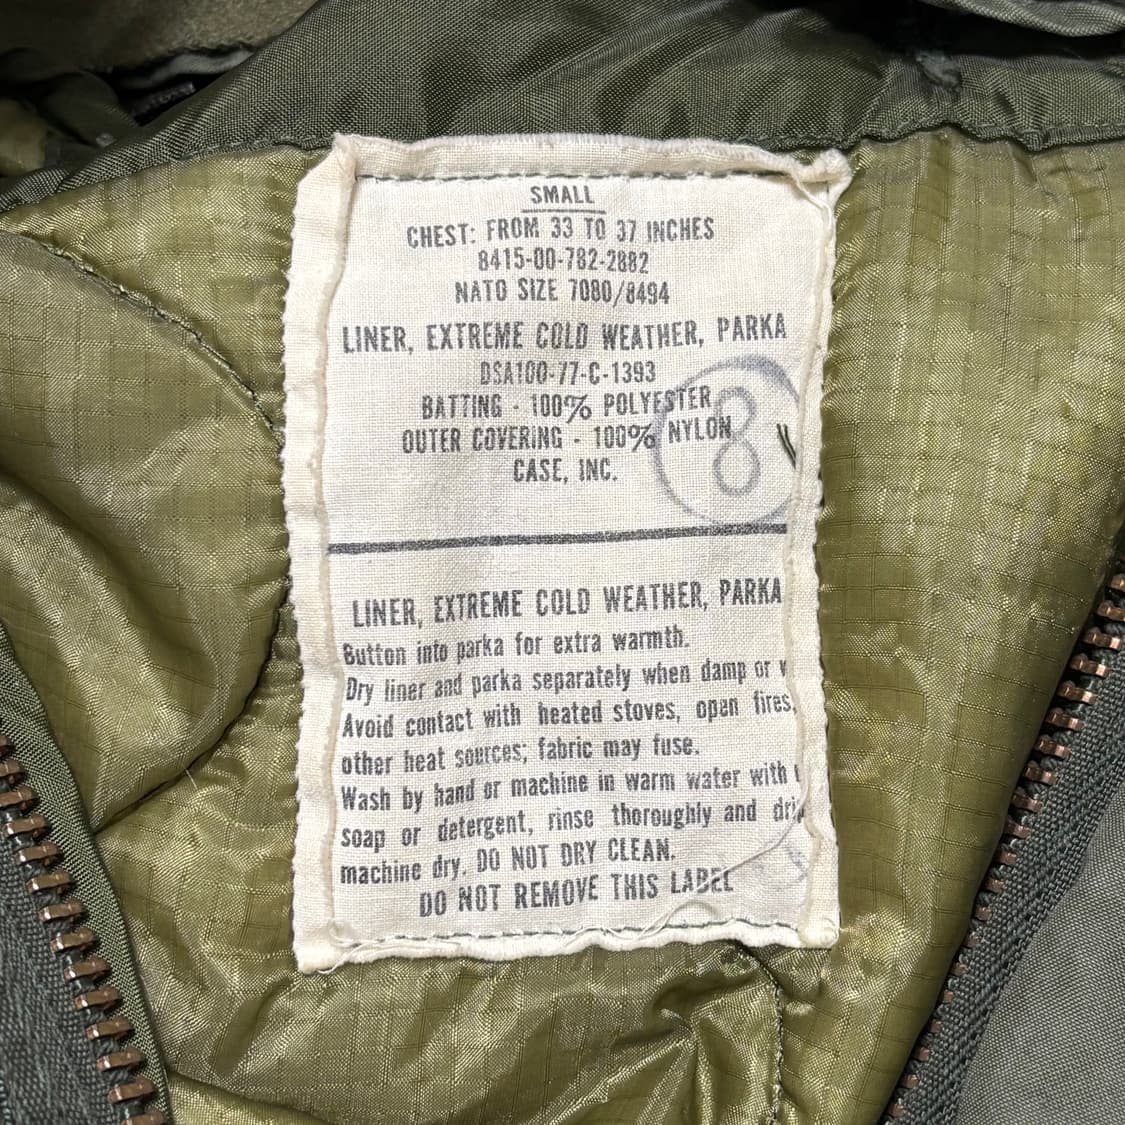 SMALL
CHEST: FROM 33 TO 37 INCHES
8415-00-782-2882
NATO SIZE 7080/8494
LINER, EXTREME COLD WEATHER, PARKA
DSA100-77-C-1393
BATTING - 100% POLYESTER
OUTER COVERING - 100% NYLON
CASE, INC.
8
LINER, EXTREME COLD WEATHER, PARKA
Button into parka for extra warmth.
Dry liner and parka separately when damp or
Avoid contact with heated stoves, open fires,
other heat sources; fabric may fuse.
Wash by hand or machine in warm water with
soap or detergent, rinse thoroughly and
machine dry. DO NOT DRY CLEAN.
DO NOT REMOVE THIS LABEL